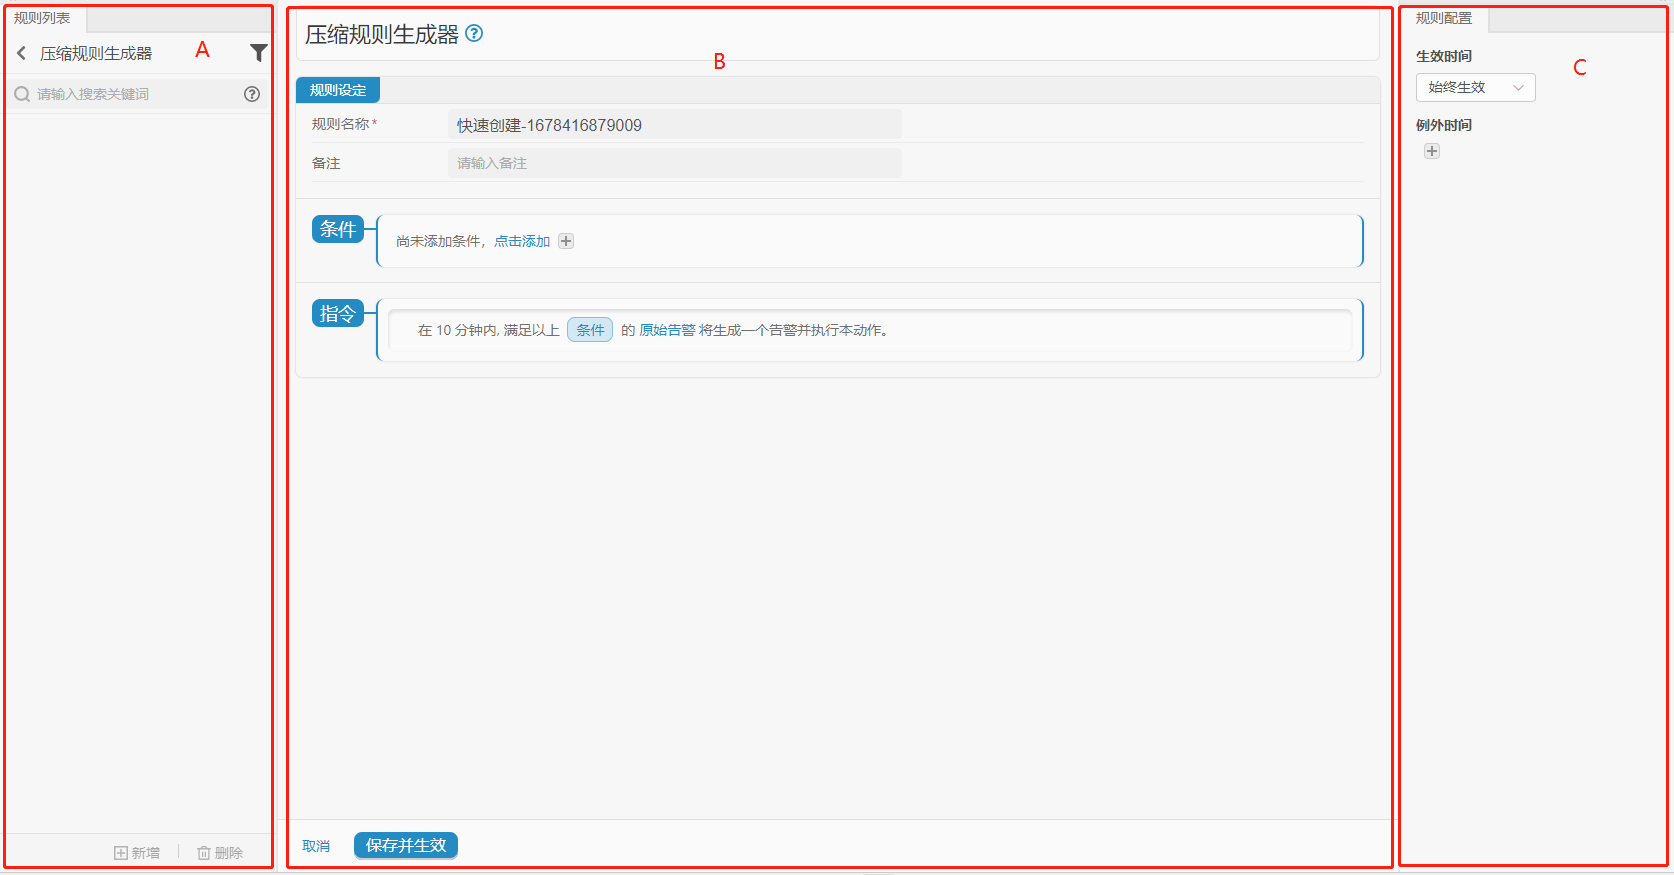 规则列表
压缩规则生成器
A
请输入搜索关键词
新增
删除
压缩规则生成器
B
规则设定
规则名称*
快速创建-1678416879009
备注
请输入备注
条件
尚未添加条件，点击添加
指令
在 10 分钟内, 满足以上 条件 的 原始告警 将生成一个告警并执行本动作。
取消
保存并生效
规则配置
C
生效时间
始终生效
例外时间